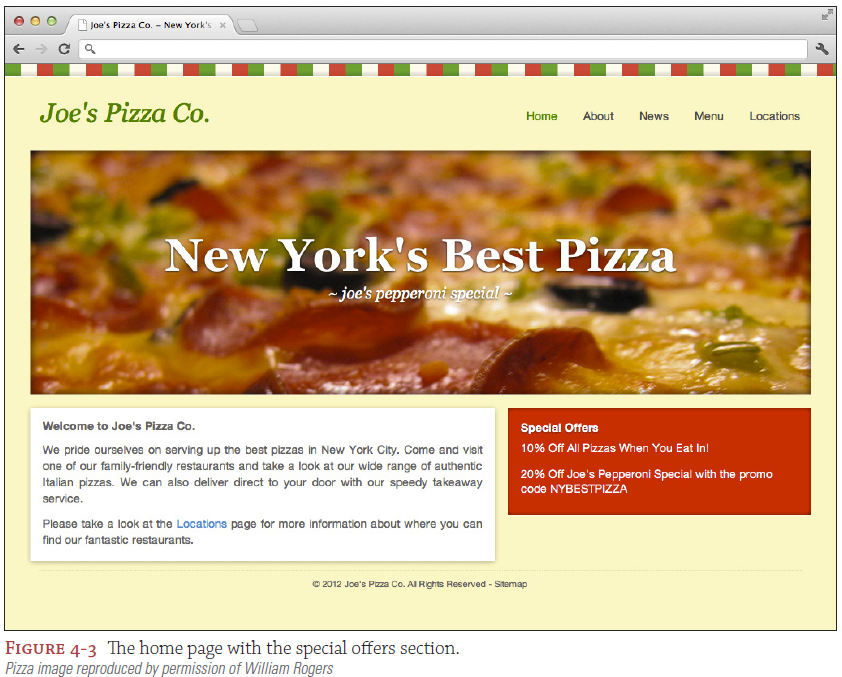 Joe's Pizza Co. – New York's
Joe's Pizza Co.
Home About News Menu Locations
New York's Best Pizza
~ joe's pepperoni special ~
Welcome to Joe's Pizza Co.
We pride ourselves on serving up the best pizzas in New York City. Come and visit
one of our family-friendly restaurants and take a look at our wide range of authentic
Italian pizzas. We can also deliver direct to your door with our speedy takeaway
service.
Please take a look at the Locations page for more information about where you can
find our fantastic restaurants.
Special Offers
10% Off All Pizzas When You Eat In!
20% Off Joe's Pepperoni Special with the promo
code NYBESTPIZZA
© 2012 Joe's Pizza Co. All Rights Reserved - Sitemap
FIGURE 4-3 The home page with the special offers section.
Pizza image reproduced by permission of William Rogers